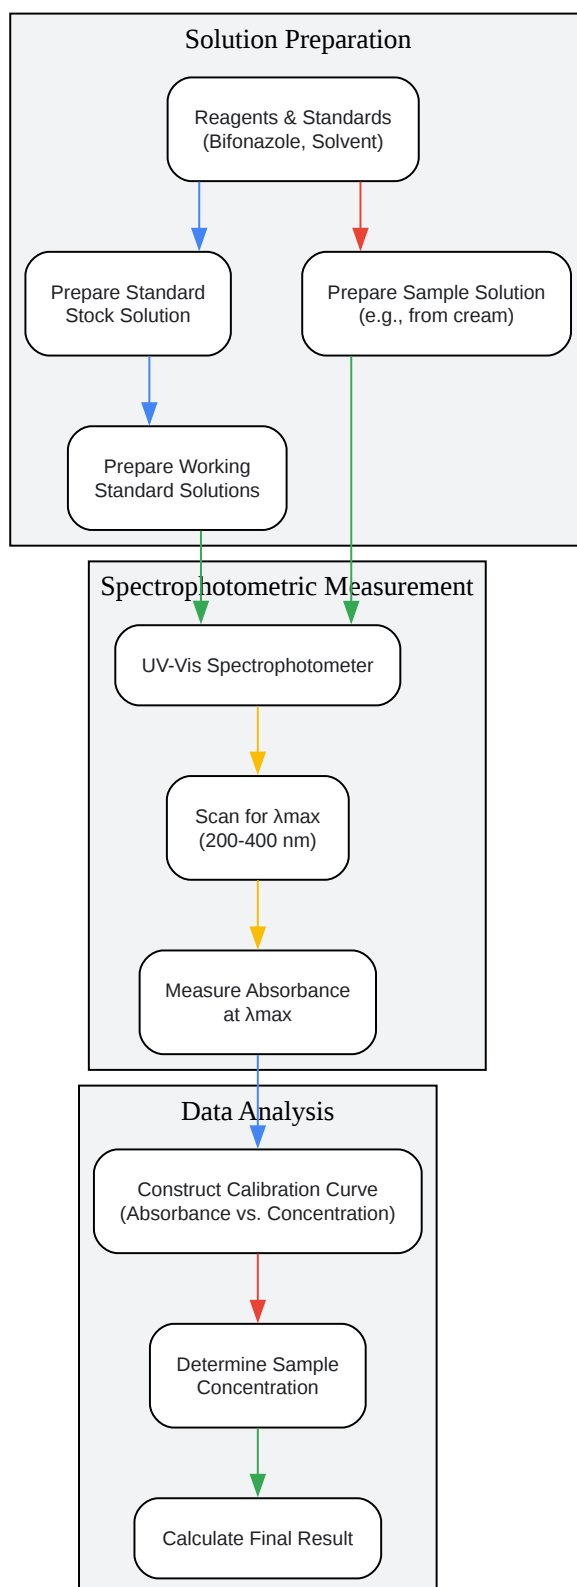 Solution Preparation
Reagents & Standards
(Bifonazole, Solvent)
Prepare Standard
Stock Solution
Prepare Sample Solution
(e.g., from cream)
Prepare Working
Standard Solutions
Spectrophotometric Measurement
UV-Vis Spectrophotometer
Scan for λmax
(200-400 nm)
Measure Absorbance
at λmax
Data Analysis
Construct Calibration Curve
(Absorbance vs. Concentration)
Determine Sample
Concentration
Calculate Final Result